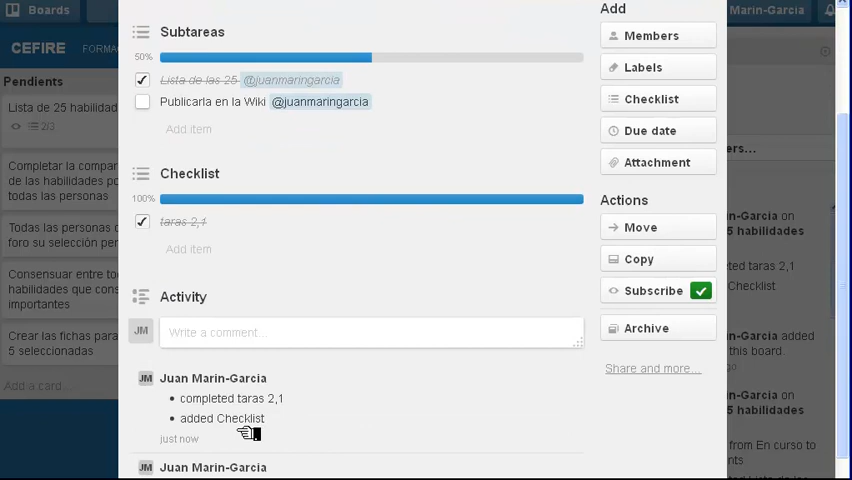 Boards
Marin-Garcia
CEFIRE
FORMA
Pendients
Lista de 25 habilidad
2/3
Completar la compar
de las habilidades po
todas las personas
Todas las personas d
foro su selección per
Consensuar entre to
habilidades que cons
importantes
Crear las fichas para
5 seleccionadas
Add a card...
Subtareas
50%
Lista de las 25 @juanmaringarcia
Publicarla en la Wiki @juanmaringarcia
Add item
Checklist
100%
taras 2,1
Add item
Activity
JM
Write a comment...
JM Juan Marin-Garcia
• completed taras 2,1
• added Checklist
just now
JM Juan Marin-Garcia
Add
Members
Labels
Checklist
Due date
Attachment
Actions
Move
Copy
Subscribe
Archive
Share and more...
ers...
in-Garcia on
5 habilidades
eted taras 2,1
Checklist
in-Garcia added
this board.
go
in-Garcia on
5 habilidades
from En curso to
nts